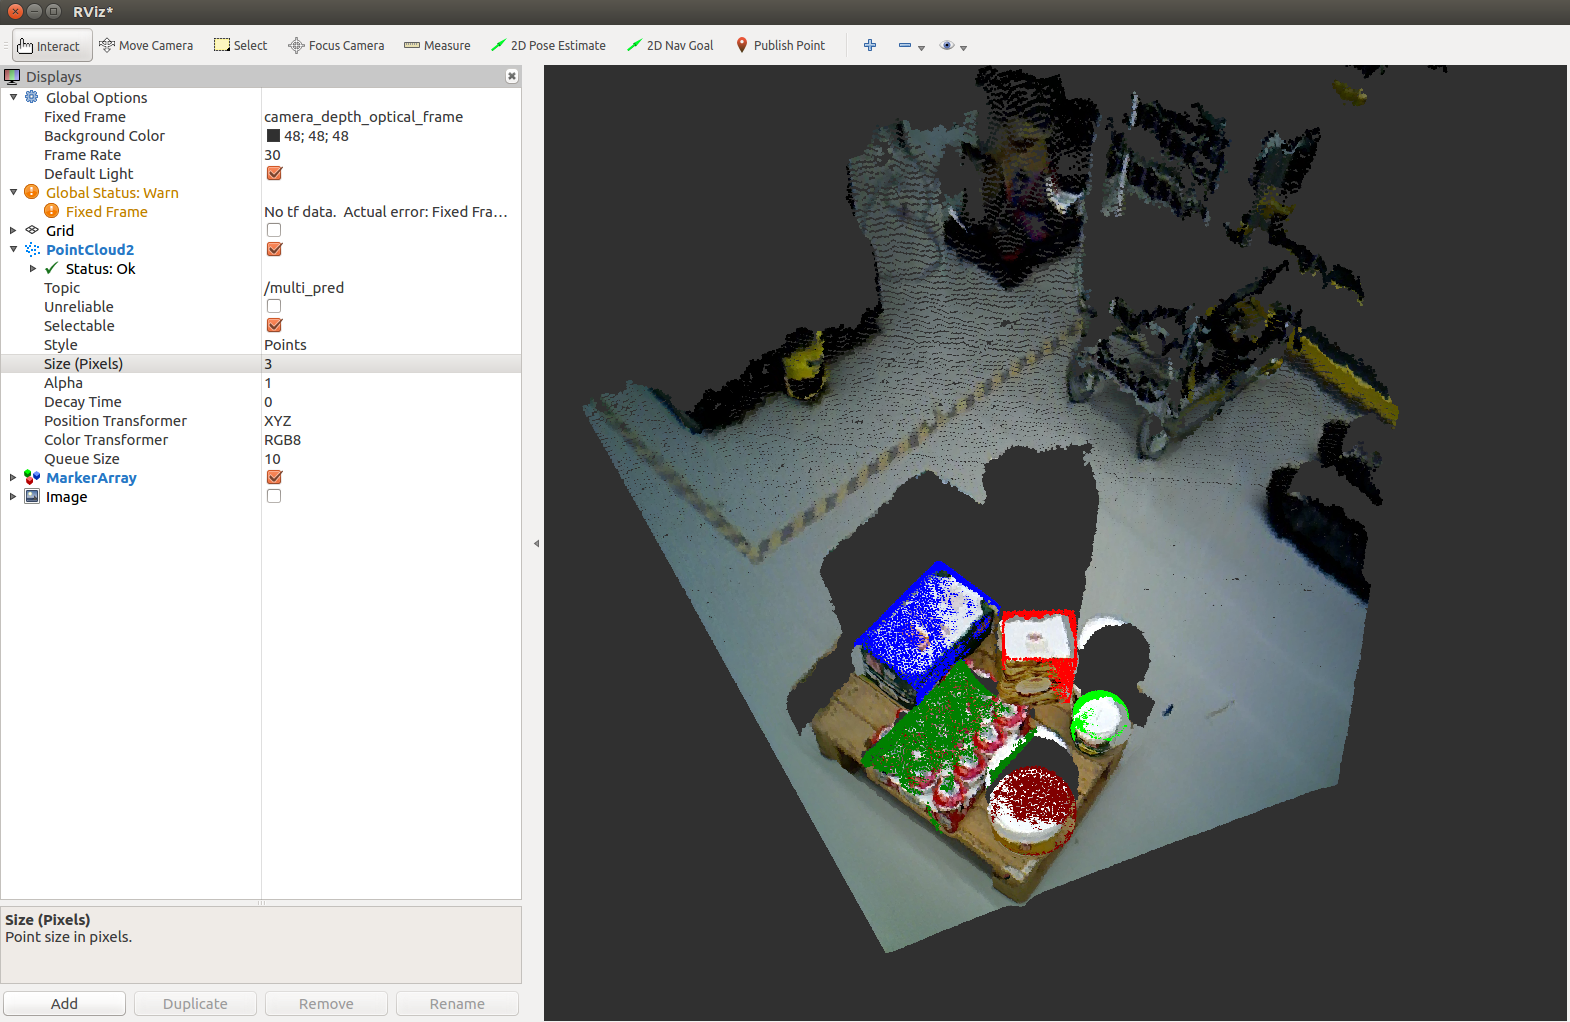 RViz*
Interact Move Camera Select Focus Camera Measure 2D Pose Estimate 2D Nav Goal Publish Point
Displays
Global Options
Fixed Frame camera_depth_optical_frame
Background Color 48; 48; 48
Frame Rate 30
Default Light
Global Status: Warn
Fixed Frame No tf data.  Actual error: Fixed Fra...
Grid
PointCloud2
Status: Ok
Topic /multi_pred
Unreliable
Selectable
Style Points
Size (Pixels) 3
Alpha 1
Decay Time 0
Position Transformer XYZ
Color Transformer RGB8
Queue Size 10
MarkerArray
Image
Size (Pixels)
Point size in pixels.
Add Duplicate Remove Rename